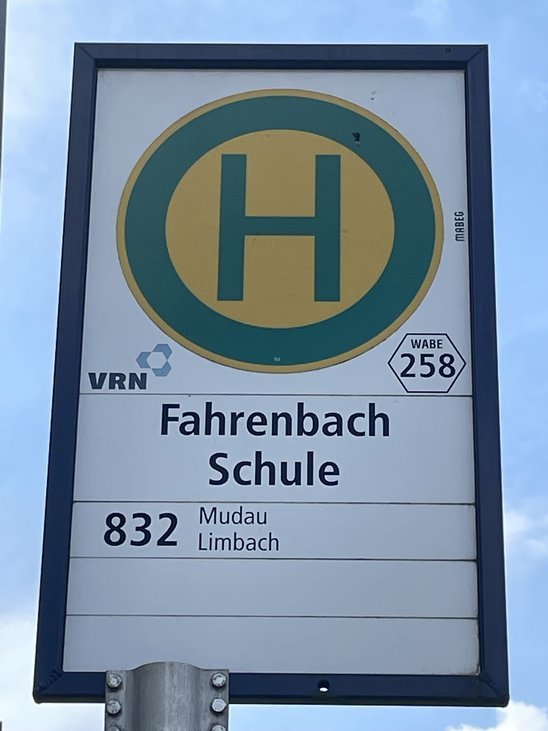 H
MABEG
WABE
258
VRN
Fahrenbach
Schule
832 Mudau
Limbach